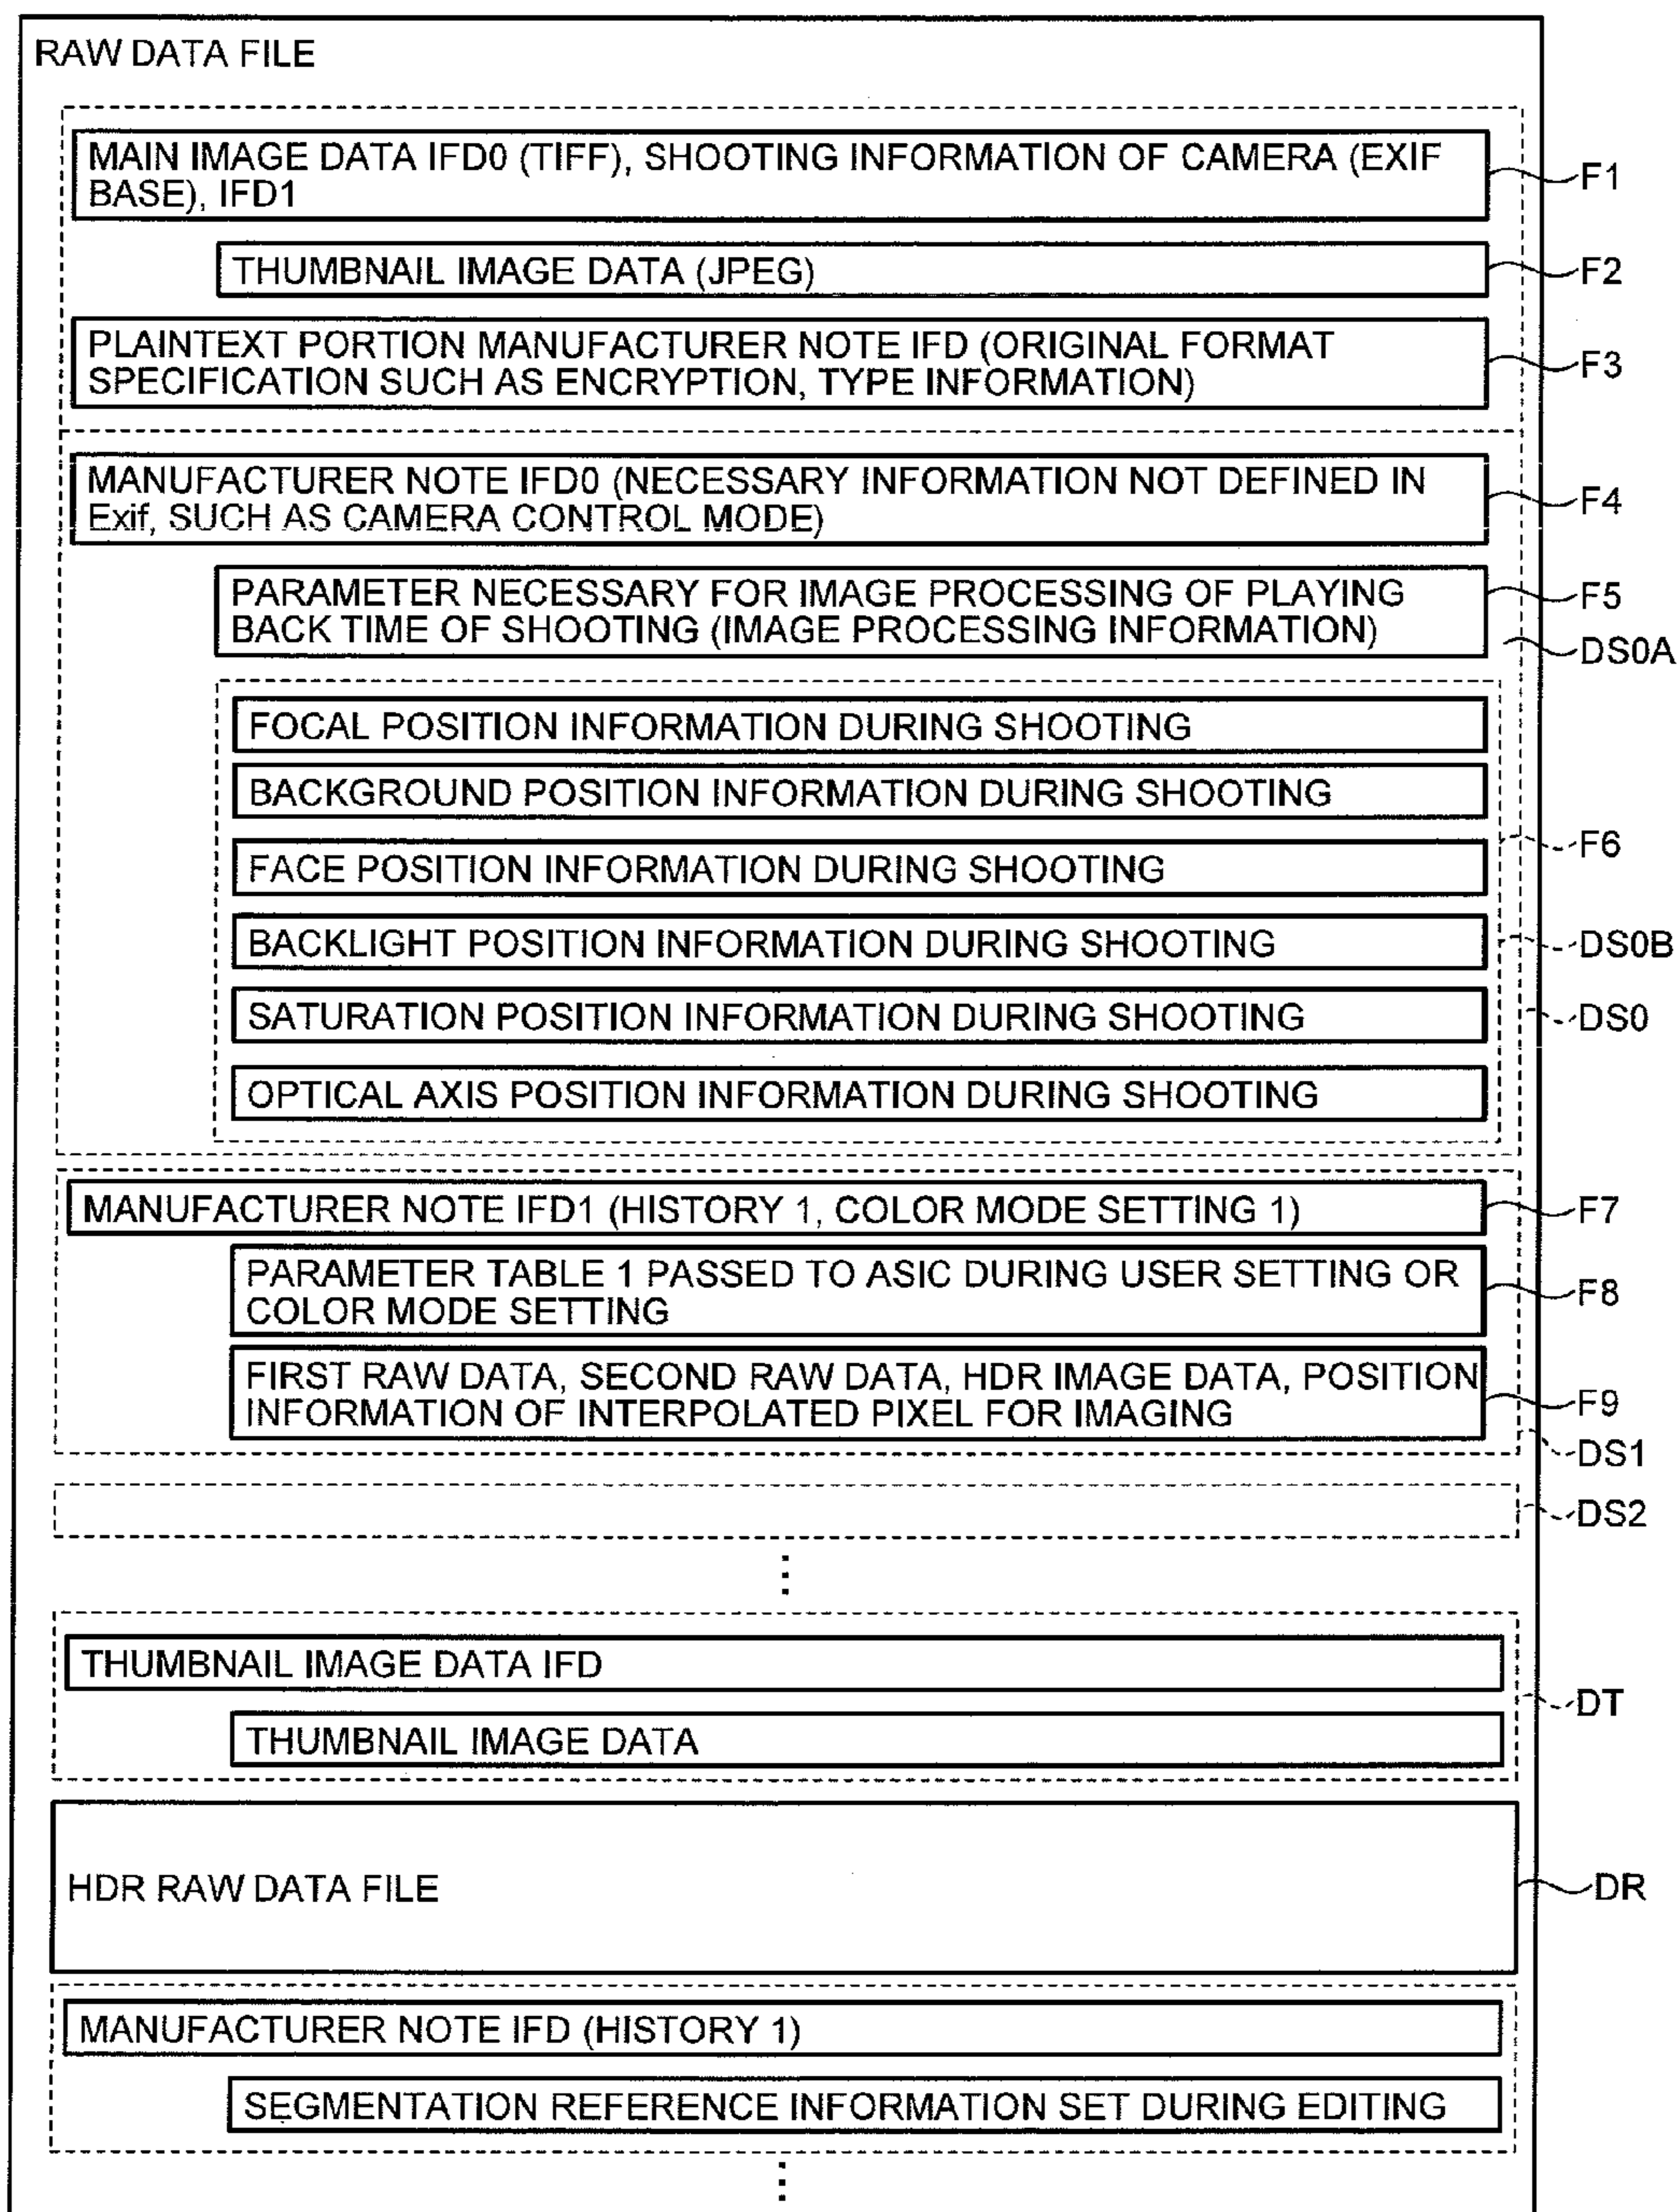 RAW DATA FILE
MAIN IMAGE DATA IFD0 (TIFF), SHOOTING INFORMATION OF CAMERA (EXIF
BASE), IFD1
F1
THUMBNAIL IMAGE DATA (JPEG)
F2
PLAINTEXT PORTION MANUFACTURER NOTE IFD (ORIGINAL FORMAT
SPECIFICATION SUCH AS ENCRYPTION, TYPE INFORMATION)
F3
MANUFACTURER NOTE IFD0 (NECESSARY INFORMATION NOT DEFINED IN
Exif, SUCH AS CAMERA CONTROL MODE)
F4
PARAMETER NECESSARY FOR IMAGE PROCESSING OF PLAYING
BACK TIME OF SHOOTING (IMAGE PROCESSING INFORMATION)
F5
DS0A
FOCAL POSITION INFORMATION DURING SHOOTING
BACKGROUND POSITION INFORMATION DURING SHOOTING
FACE POSITION INFORMATION DURING SHOOTING
F6
BACKLIGHT POSITION INFORMATION DURING SHOOTING
DS0B
SATURATION POSITION INFORMATION DURING SHOOTING
DS0
OPTICAL AXIS POSITION INFORMATION DURING SHOOTING
MANUFACTURER NOTE IFD1 (HISTORY 1, COLOR MODE SETTING 1)
F7
PARAMETER TABLE 1 PASSED TO ASIC DURING USER SETTING OR
COLOR MODE SETTING
F8
FIRST RAW DATA, SECOND RAW DATA, HDR IMAGE DATA, POSITION
INFORMATION OF INTERPOLATED PIXEL FOR IMAGING
F9
DS1
DS2
THUMBNAIL IMAGE DATA IFD
THUMBNAIL IMAGE DATA
DT
HDR RAW DATA FILE
DR
MANUFACTURER NOTE IFD (HISTORY 1)
SEGMENTATION REFERENCE INFORMATION SET DURING EDITING